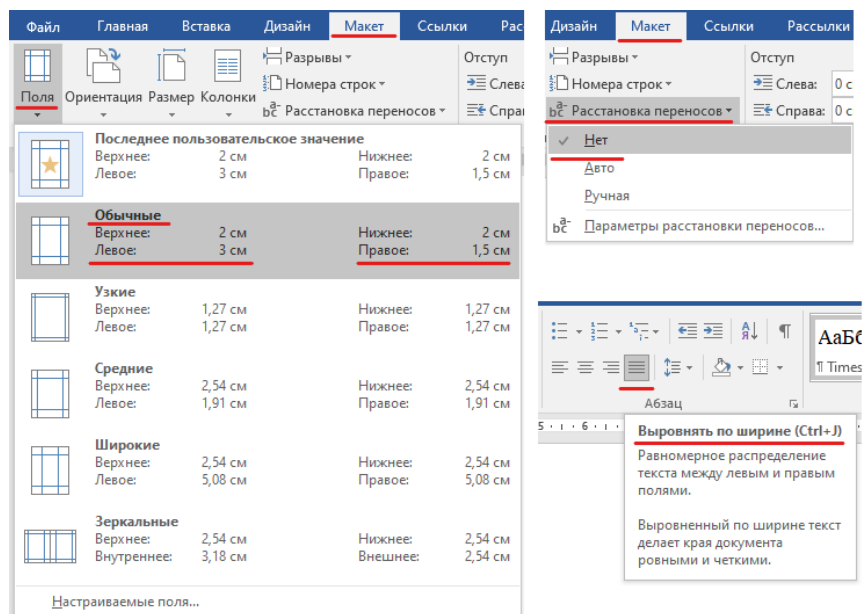 Файл Главная Вставка Дизайн Макет Ссылки Рас
Поля Ориентация Размер Колонки
Разрывы
Номера строк
Расстановка переносов
Отступ
Слева
Спра
Последнее пользовательское значение
Верхнее: 2 см Нижнее: 2 см
Левое: 3 см Правое: 1,5 см
Обычные
Верхнее: 2 см Нижнее: 2 см
Левое: 3 см Правое: 1,5 см
Узкие
Верхнее: 1,27 см Нижнее: 1,27 см
Левое: 1,27 см Правое: 1,27 см
Средние
Верхнее: 2,54 см Нижнее: 2,54 см
Левое: 1,91 см Правое: 1,91 см
Широкие
Верхнее: 2,54 см Нижнее: 2,54 см
Левое: 5,08 см Правое: 5,08 см
Зеркальные
Верхнее: 2,54 см Нижнее: 2,54 см
Внутреннее: 3,18 см Внешнее: 2,54 см
Настраиваемые поля...
Дизайн Макет Ссылки Рассылки
Разрывы
Номера строк
Расстановка переносов
Отступ
Слева: 0 с
Справа: 0 с
Нет
Авто
Ручная
Параметры расстановки переносов...
АаБб
¶ Times
Абзац
5 · ı · 6 · ı ·
Выровнять по ширине (Ctrl+J)
Равномерное распределение
текста между левым и правым
полями.
Выровненный по ширине текст
делает края документа
ровными и четкими.